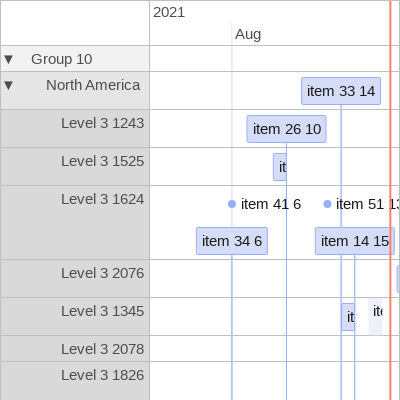 2021
Aug
▼ Group 10
▼ North America
item 33 14
Level 3 1243
item 26 10
Level 3 1525
it
Level 3 1624
item 41 6
item 51 13
item 34 6
item 14 15
Level 3 2076
Level 3 1345
it
ite
Level 3 2078
Level 3 1826